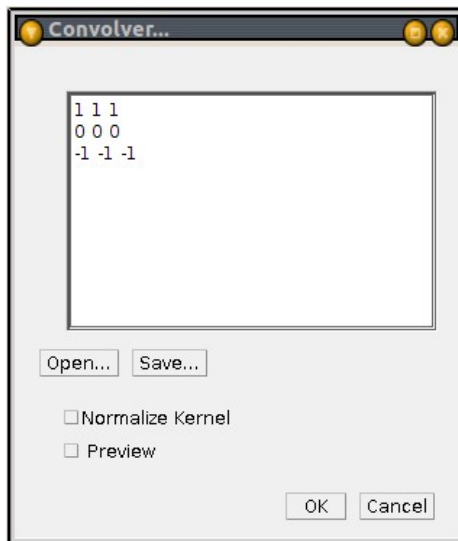 Convolver...
1 1 1
0 0 0
-1 -1 -1
Open... Save...
Normalize Kernel
Preview
OK Cancel